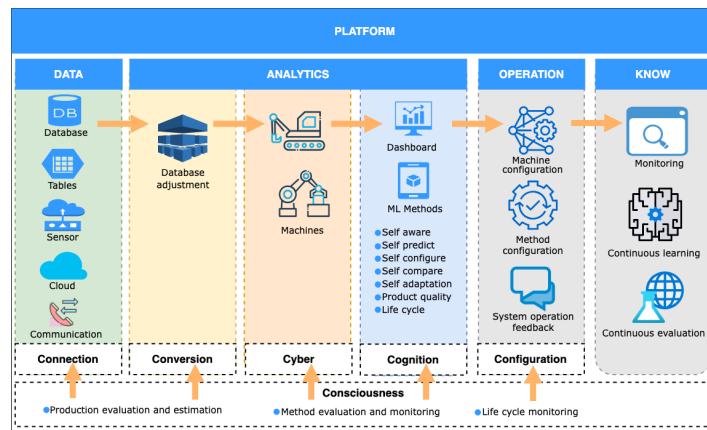 PLATFORM
DATA
ANALYTICS
OPERATION
KNOW
DB
Database
Tables
Sensor
Cloud
Communication
Database
adjustment
Machines
Dashboard
ML Methods
Self aware
Self predict
Self configure
Self compare
Self adaptation
Product quality
Life cycle
Machine
configuration
Method
configuration
System operation
feedback
Monitoring
Continuous learning
Continuous evaluation
Connection
Conversion
Cyber
Cognition
Configuration
Consciousness
Production evaluation and estimation
Method evaluation and monitoring
Life cycle monitoring